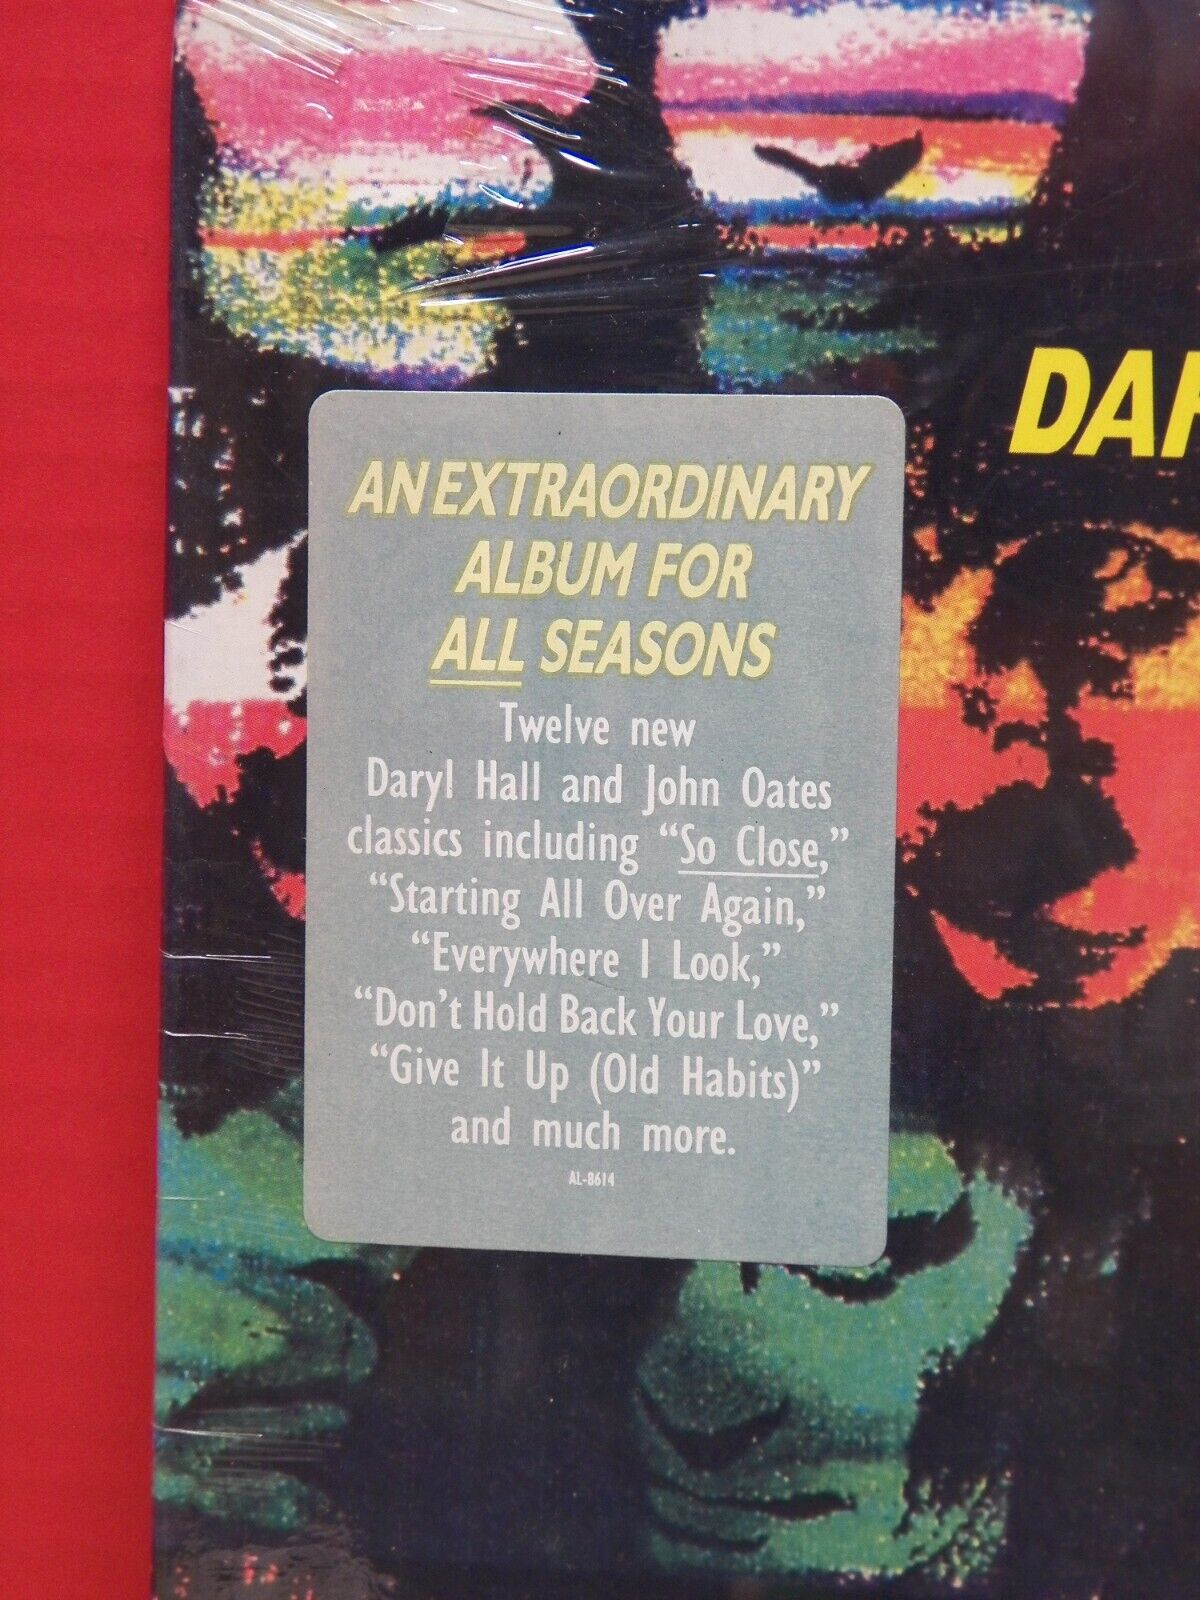 DAR
AN EXTRAORDINARY
ALBUM FOR
ALL SEASONS
Twelve new
Daryl Hall and John Oates
classics including “So Close,”
“Starting All Over Again,”
“Everywhere I Look,”
“Don’t Hold Back Your Love,”
“Give It Up (Old Habits)”
and much more.
AL-8614